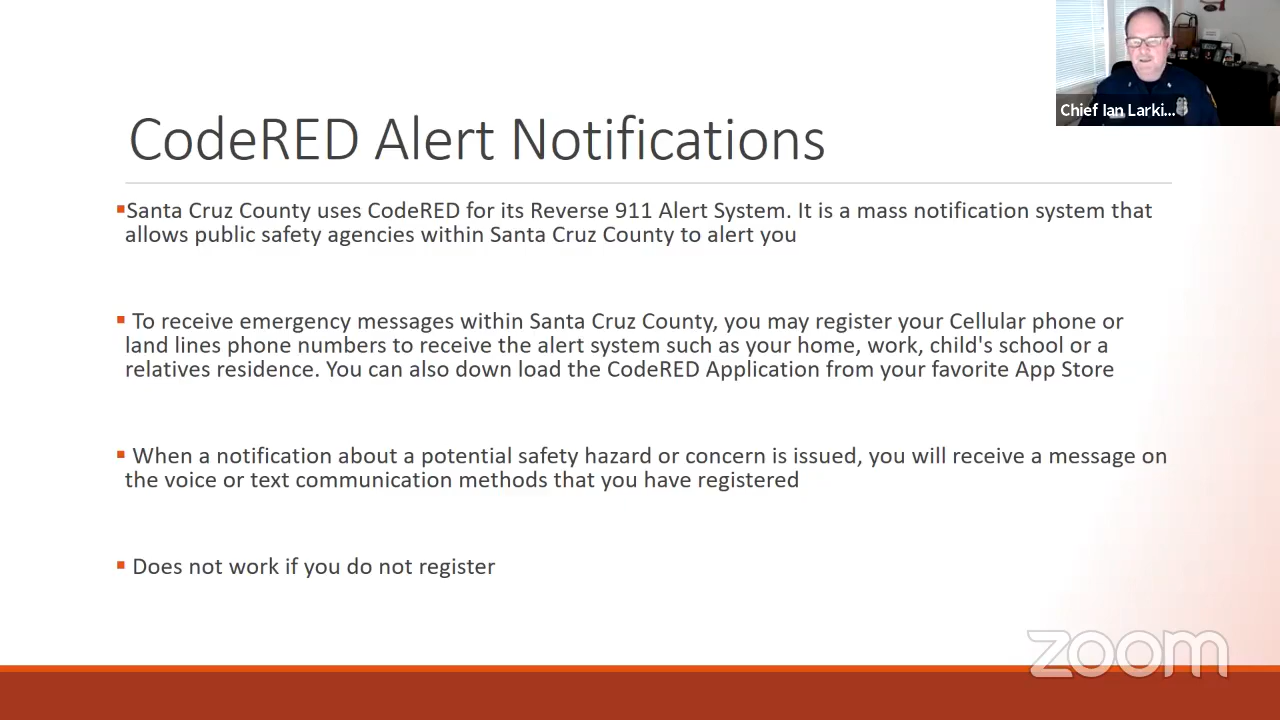 Chief Ian Larki...
CodeRED Alert Notifications
▪Santa Cruz County uses CodeRED for its Reverse 911 Alert System. It is a mass notification system that
allows public safety agencies within Santa Cruz County to alert you
▪ To receive emergency messages within Santa Cruz County, you may register your Cellular phone or
land lines phone numbers to receive the alert system such as your home, work, child's school or a
relatives residence. You can also down load the CodeRED Application from your favorite App Store
▪ When a notification about a potential safety hazard or concern is issued, you will receive a message on
the voice or text communication methods that you have registered
▪ Does not work if you do not register
zoom